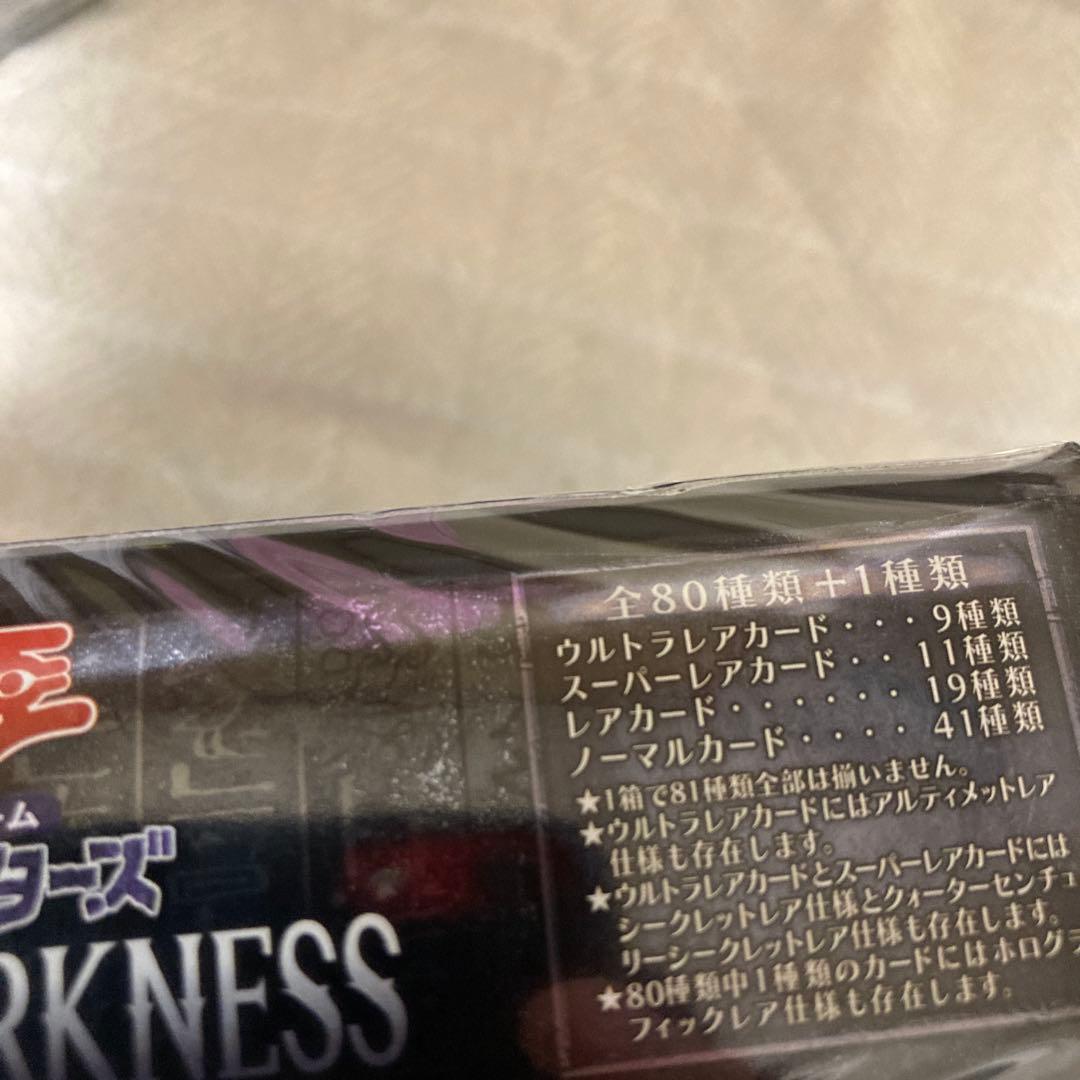 全80種類+1種類
ウルトラレアカード・・・9種類
スーパーレアカード・・11種類
レアカード・・・・・・19種類
ノーマルカード・・・・41種類
★1箱で81種類全部は揃いません。
★ウルトラレアカードにはアルティメットレア
仕様も存在します。
★ウルトラレアカードとスーパーレアカードには
シークレットレア仕様とクォーターセンチュ
リーシークレットレア仕様も存在します。
★80種類中1種類のカードにはホログラ
フィックレア仕様も存在します。
王
ーム
ターズ
RKNESS